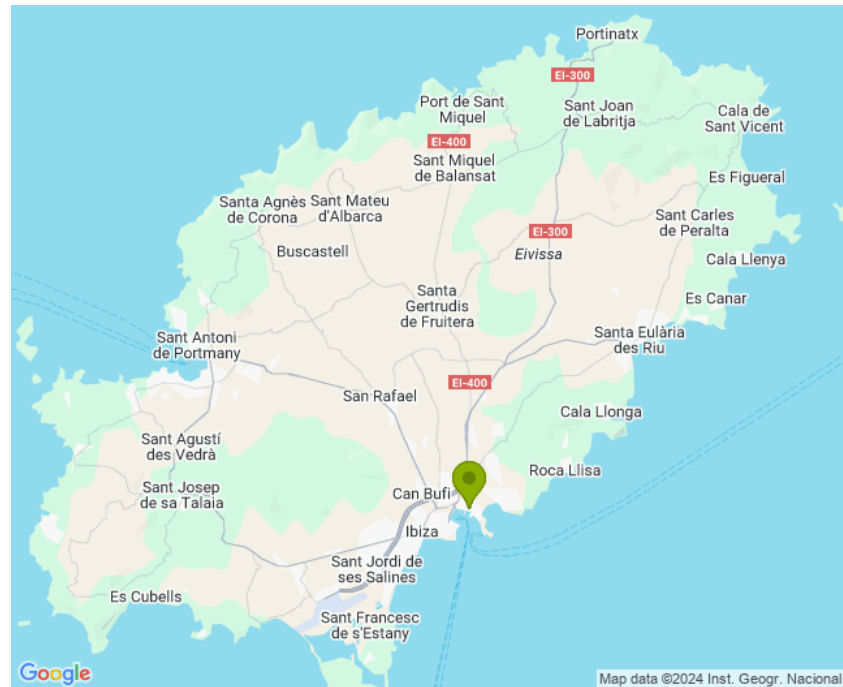 Portinatx
EI-300
Port de Sant
Miquel
Sant Joan
de Labritja
Cala de
Sant Vicent
EI-400
Sant Miquel
de Balansat
Es Figueral
Santa Agnès
de Corona
Sant Mateu
d'Albarca
Sant Carles
de Peralta
EI-300
Buscastell
Eivissa
Cala Llenya
Santa
Gertrudis
de Fruitera
Es Canar
Sant Antoni
de Portmany
Santa Eulària
des Riu
EI-400
San Rafael
Cala Llonga
Sant Agustí
des Vedrà
Roca Llisa
Sant Josep
de sa Talaia
Can Bufi
Ibiza
Sant Jordi de
ses Salines
Es Cubells
Sant Francesc
de s'Estany
Google
Map data ©2024 Inst. Geogr. Nacional